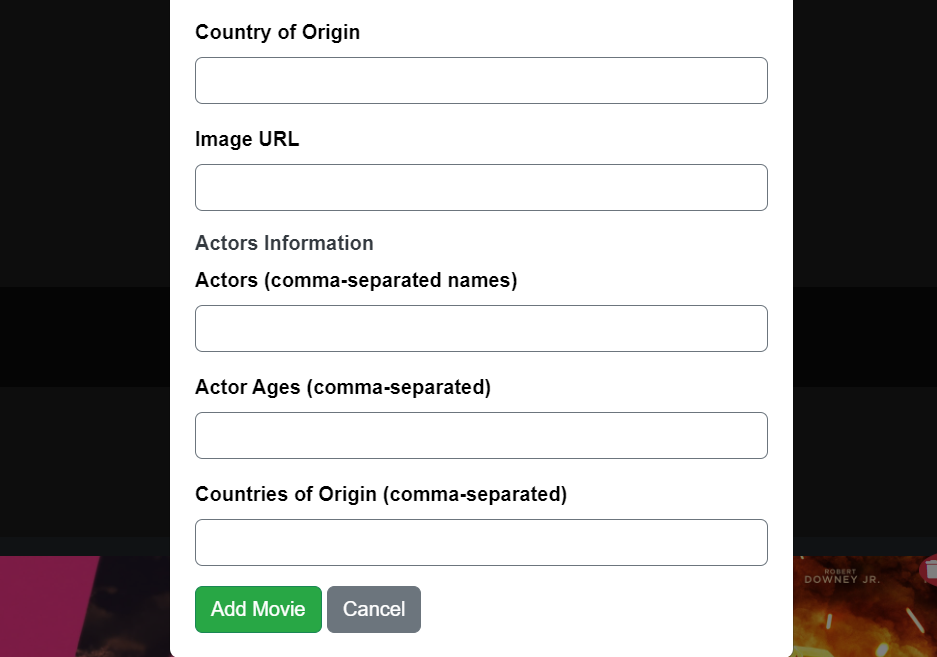 Country of Origin
Image URL
Actors Information
Actors (comma-separated names)
Actor Ages (comma-separated)
Countries of Origin (comma-separated)
Add Movie
Cancel
ROBERT
DOWNEY JR.